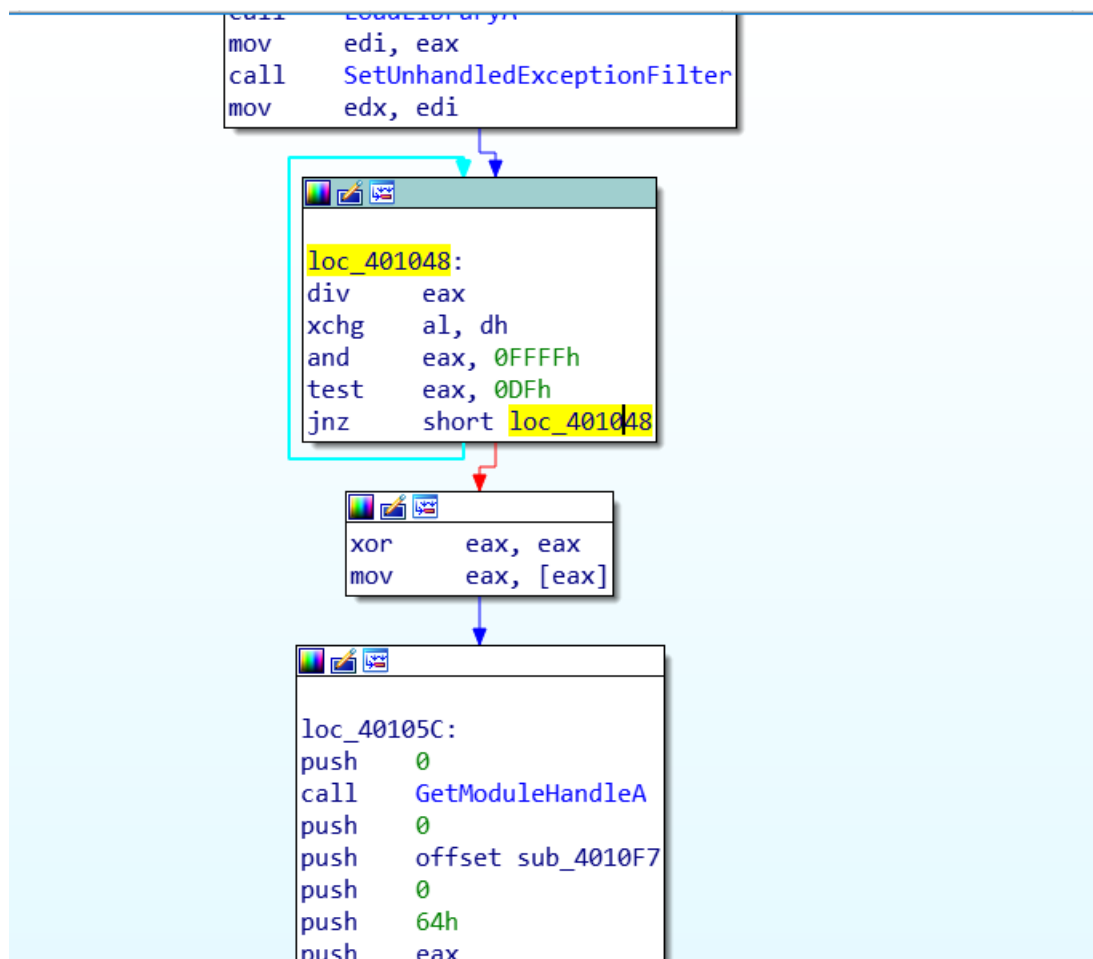 call LoadLibraryA
mov edi, eax
call SetUnhandledExceptionFilter
mov edx, edi
loc_401048:
div eax
xchg al, dh
and eax, 0FFFFh
test eax, 0DFh
jnz short loc_401048
xor eax, eax
mov eax, [eax]
loc_40105C:
push 0
call GetModuleHandleA
push 0
push offset sub_4010F7
push 0
push 64h
push eax